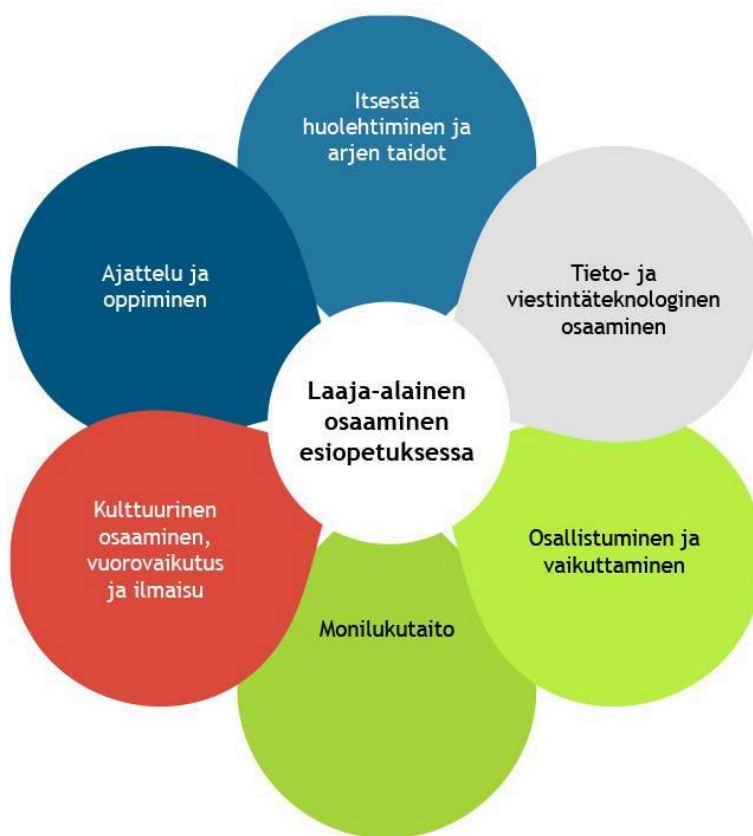 Itsestä
huolehtiminen ja
arjen taidot
Ajattelu ja
oppiminen
Tieto- ja
viestintäteknologinen
osaaminen
Laaja-alainen
osaaminen
esiopetuksessa
Kulttuurinen
osaaminen,
vuorovaikutus
ja ilmaisu
Osallistuminen ja
vaikuttaminen
Monilukutaito